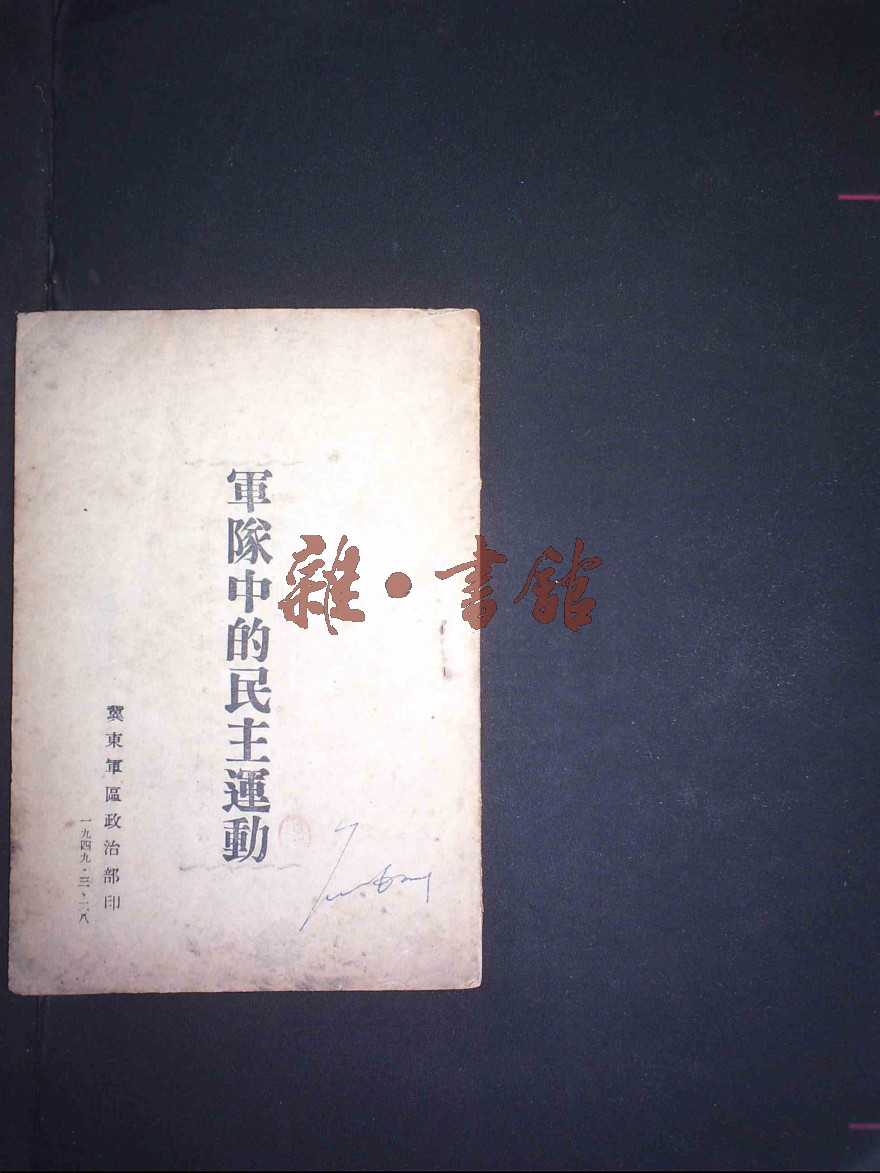 軍隊中的民主運動
冀東軍區政治部印
一九四九·三·一八
雜·書館